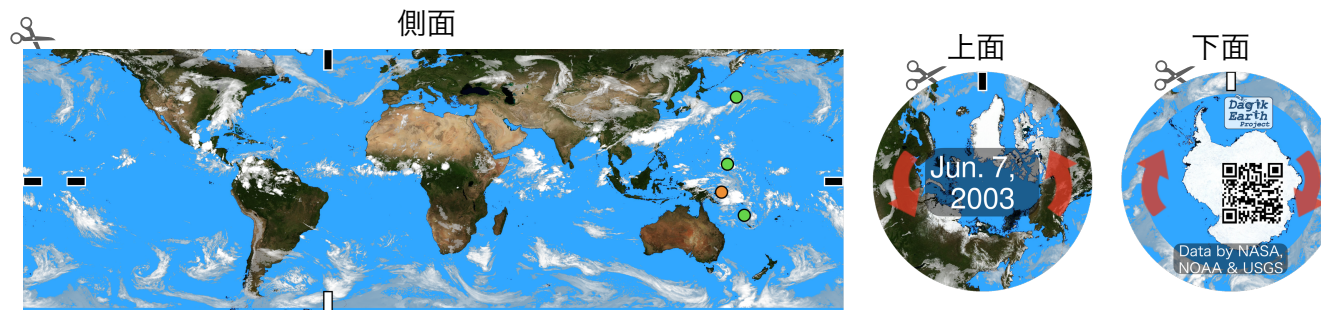 側面
上面
下面
Jun. 7,
2003
Dagik
Earth
Project
Data by NASA,
NOAA & USGS